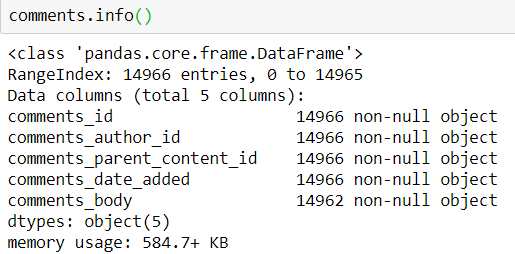 comments.info()
<class 'pandas.core.frame.DataFrame'>
RangeIndex: 14966 entries, 0 to 14965
Data columns (total 5 columns):
comments_id                   14966 non-null object
comments_author_id            14966 non-null object
comments_parent_content_id    14966 non-null object
comments_date_added           14966 non-null object
comments_body                 14962 non-null object
dtypes: object(5)
memory usage: 584.7+ KB